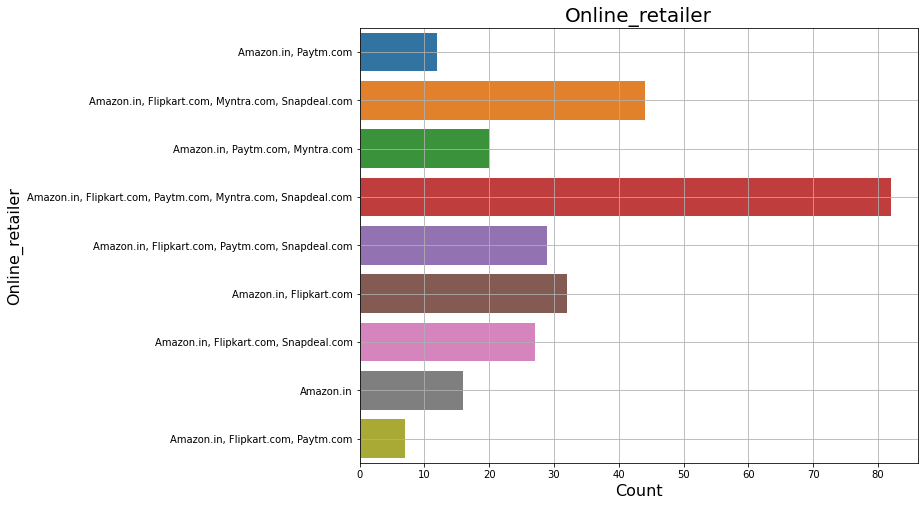 Online_retailer
Amazon.in, Paytm.com
Amazon.in, Flipkart.com, Myntra.com, Snapdeal.com
Amazon.in, Paytm.com, Myntra.com
Amazon.in, Flipkart.com, Paytm.com, Myntra.com, Snapdeal.com
Amazon.in, Flipkart.com, Paytm.com, Snapdeal.com
Amazon.in, Flipkart.com
Amazon.in, Flipkart.com, Snapdeal.com
Amazon.in
Amazon.in, Flipkart.com, Paytm.com
Online_retailer
0 10 20 30 40 50 60 70 80
Count